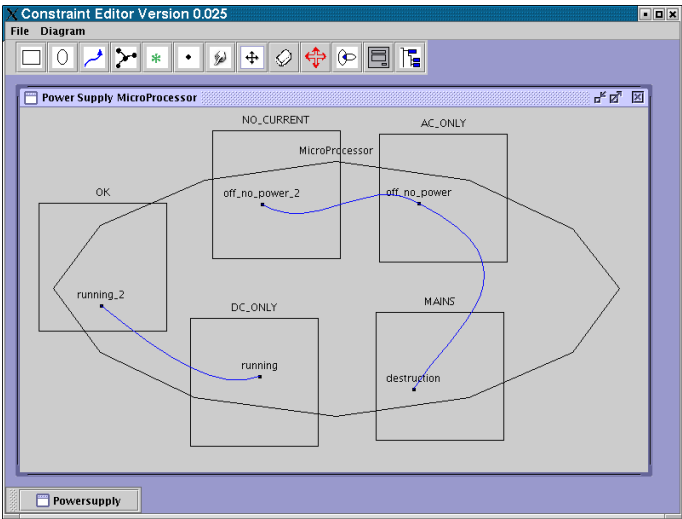 Constraint Editor Version 0.025
File Diagram
Power Supply MicroProcessor
NO_CURRENT
AC_ONLY
MicroProcessor
OK
off_no_power_2
off_no_power
running_2
DC_ONLY
MAINS
running
destruction
Powersupply